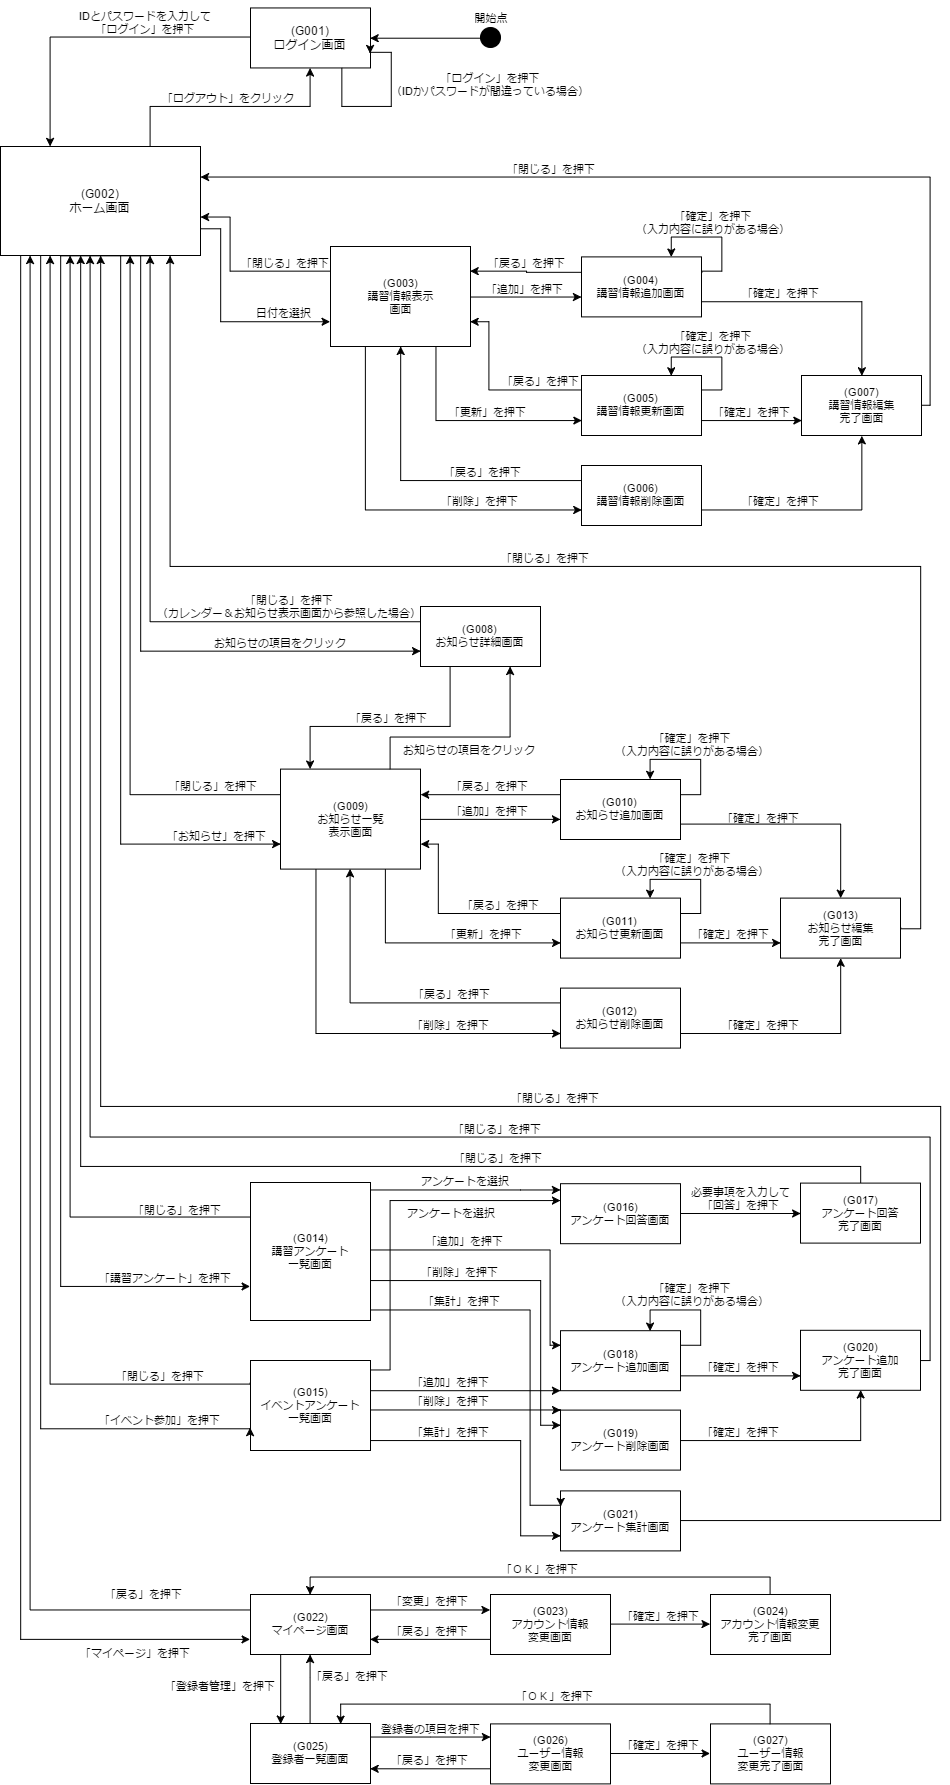 IDとパスワードを入力して
「ログイン」を押下
(G001)
ログイン画面
開始点
「ログイン」を押下
（IDかパスワードが間違っている場合）
「ログアウト」をクリック
(G002)
ホーム画面
「閉じる」を押下
「閉じる」を押下
日付を選択
(G003)
講習情報表示
画面
「戻る」を押下
「追加」を押下
「確定」を押下
（入力内容に誤りがある場合）
(G004)
講習情報追加画面
「確定」を押下
「確定」を押下
（入力内容に誤りがある場合）
「戻る」を押下
「更新」を押下
(G005)
講習情報更新画面
「確定」を押下
(G007)
講習情報編集
完了画面
「戻る」を押下
「削除」を押下
(G006)
講習情報削除画面
「確定」を押下
「閉じる」を押下
「閉じる」を押下
（カレンダー＆お知らせ表示画面から参照した場合）
お知らせの項目をクリック
(G008)
お知らせ詳細画面
「戻る」を押下
お知らせの項目をクリック
「閉じる」を押下
「お知らせ」を押下
(G009)
お知らせ一覧
表示画面
「戻る」を押下
「追加」を押下
「確定」を押下
（入力内容に誤りがある場合）
(G010)
お知らせ追加画面
「確定」を押下
「確定」を押下
（入力内容に誤りがある場合）
「戻る」を押下
「更新」を押下
(G011)
お知らせ更新画面
「確定」を押下
(G013)
お知らせ編集
完了画面
「戻る」を押下
「削除」を押下
(G012)
お知らせ削除画面
「確定」を押下
「閉じる」を押下
「閉じる」を押下
「閉じる」を押下
「閉じる」を押下
「講習アンケート」を押下
(G014)
講習アンケート
一覧画面
アンケートを選択
アンケートを選択
「追加」を押下
「削除」を押下
「集計」を押下
(G016)
アンケート回答画面
必要事項を入力して
「回答」を押下
(G017)
アンケート回答
完了画面
「確定」を押下
（入力内容に誤りがある場合）
(G018)
アンケート追加画面
「確定」を押下
(G020)
アンケート追加
完了画面
「閉じる」を押下
「イベント参加」を押下
(G015)
イベントアンケート
一覧画面
「追加」を押下
「削除」を押下
「集計」を押下
(G019)
アンケート削除画面
「確定」を押下
(G021)
アンケート集計画面
「ＯＫ」を押下
「戻る」を押下
「マイページ」を押下
(G022)
マイページ画面
「変更」を押下
「戻る」を押下
(G023)
アカウント情報
変更画面
「確定」を押下
(G024)
アカウント情報変更
完了画面
「登録者管理」を押下
「戻る」を押下
「ＯＫ」を押下
(G025)
登録者一覧画面
登録者の項目を押下
「戻る」を押下
(G026)
ユーザー情報
変更画面
「確定」を押下
(G027)
ユーザー情報
変更完了画面